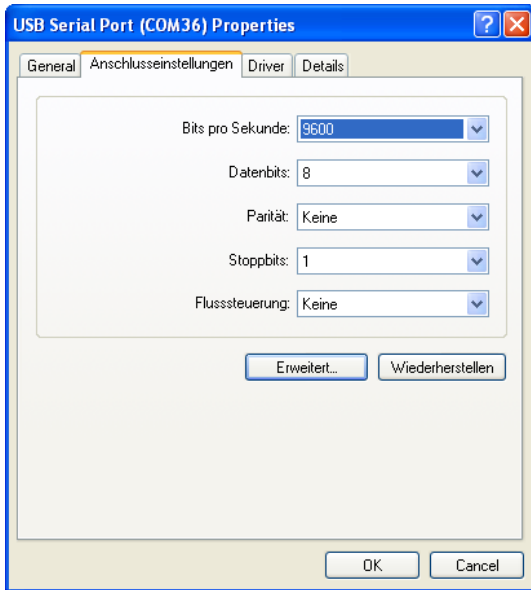 USB Serial Port (COM36) Properties
General Anschlusseinstellungen Driver Details
Bits pro Sekunde: 9600
Datenbits: 8
Parität: Keine
Stoppbits: 1
Flusssteuerung: Keine
Erweitert... Wiederherstellen
OK Cancel